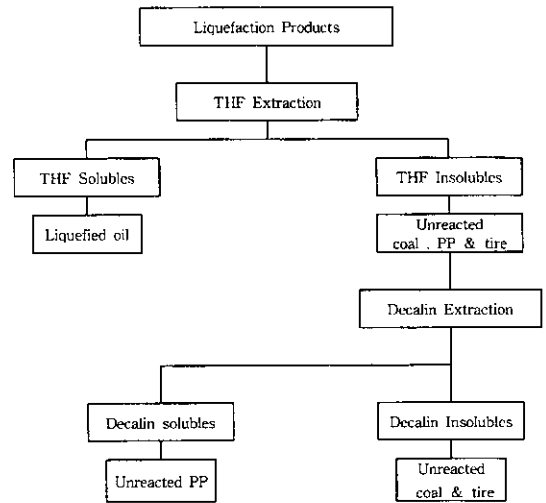 Liquefaction Products
THF Extraction
THF Solubles
THF Insolubles
Liquefied oil
Unreacted
coal , PP & tire
Decalin Extraction
Decalin solubles
Decalin Insolubles
Unreacted PP
Unreacted
coal & tire